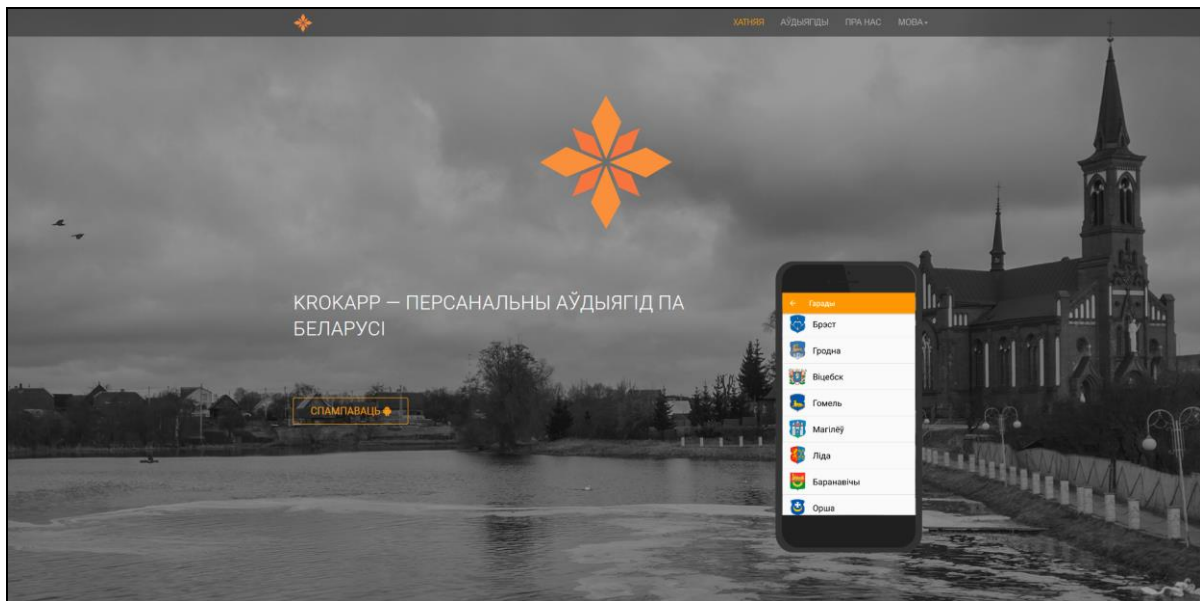 ХАТНЯЯ АЎДЫЯГІДЫ ПРА НАС МОВА
KROKAPP — ПЕРСАНАЛЬНЫ АЎДЫЯГІД ПА
БЕЛАРУСІ
СПАМПАВАЦЬ
Гарады
Брэст
Гродна
Віцебск
Гомель
Магілёў
Ліда
Баранавічы
Орша